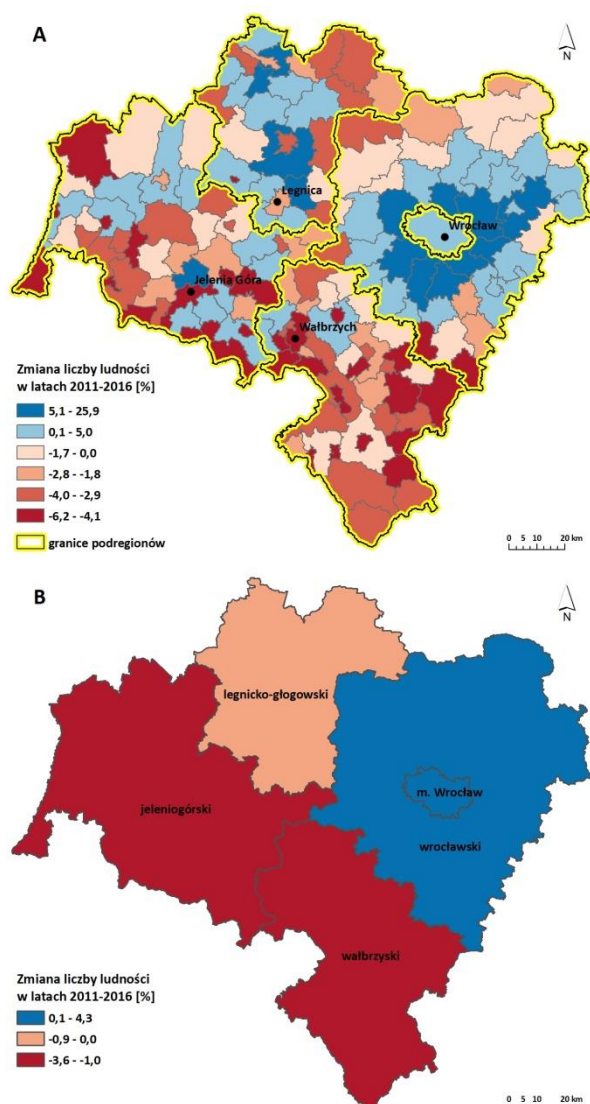 A
N
Legnica
Wrocław
Jelenia Góra
Wałbrzych
Zmiana liczby ludności
w latach 2011-2016 [%]
5,1 - 25,9
0,1 - 5,0
-1,7 - 0,0
-2,8 - -1,8
-4,0 - -2,9
-6,2 - -4,1
granice podregionów
0 5 10 20 km
B
N
legnicko-głogowski
m. Wrocław
jeleniogórski
wrocławski
wałbrzyski
Zmiana liczby ludności
w latach 2011-2016 [%]
0,1 - 4,3
-0,9 - 0,0
-3,6 - -1,0
0 5 10 20 km